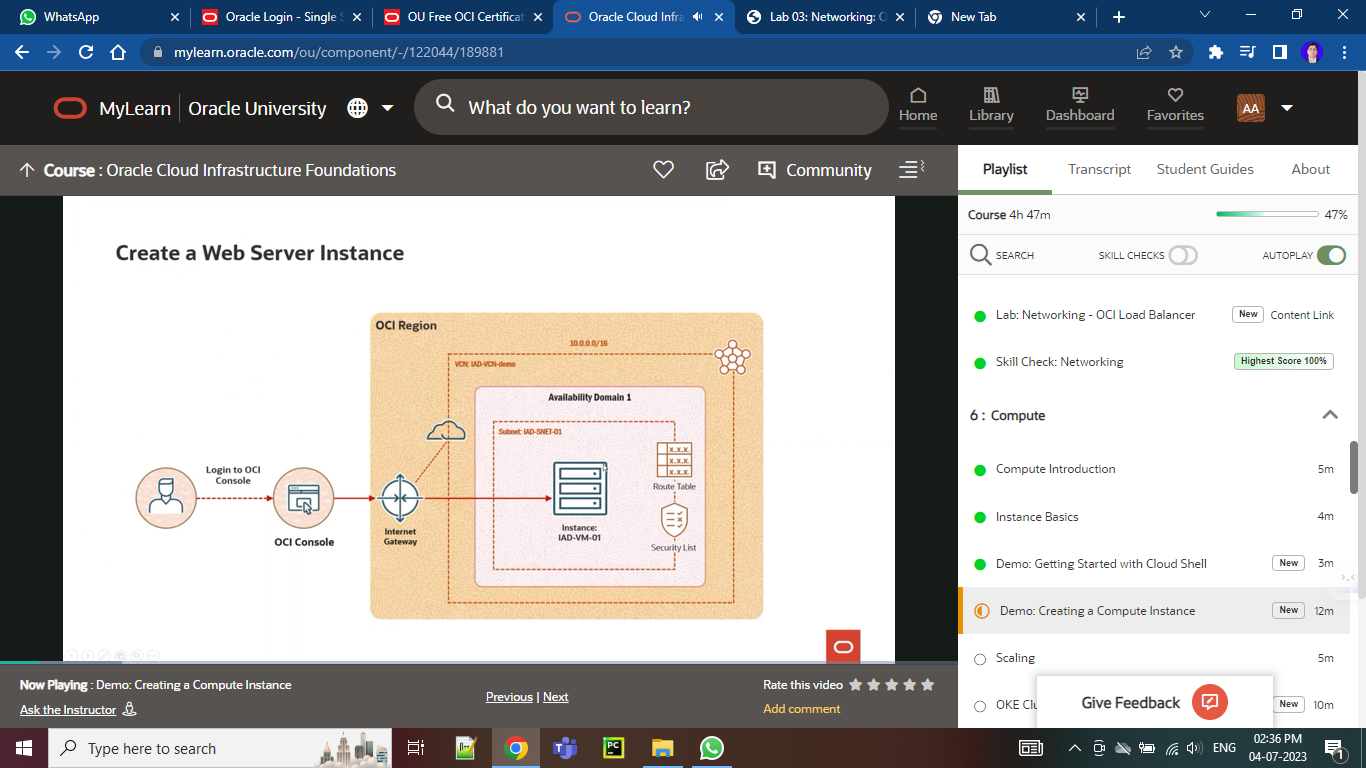 WhatsApp
Oracle Login - Single S
OU Free OCI Certificat
Oracle Cloud Infra
Lab 03: Networking: O
New Tab
mylearn.oracle.com/ou/component/-/122044/189881
MyLearn
Oracle University
What do you want to learn?
Home
Library
Dashboard
Favorites
AA
Course : Oracle Cloud Infrastructure Foundations
Community
Create a Web Server Instance
OCI Region
10.0.0.0/16
VCN: IAD-VCN-demo
Availability Domain 1
Subnet: IAD-SNET-01
X.X.X.
X.X.X.
X.X.X.
Route Table
Login to OCI
Console
OCI Console
Internet
Gateway
Instance:
IAD-VM-01
Security List
Now Playing : Demo: Creating a Compute Instance
Ask the Instructor
Previous | Next
Rate this video
Add comment
Playlist
Transcript
Student Guides
About
Course 4h 47m
47%
SEARCH
SKILL CHECKS
AUTOPLAY
Lab: Networking - OCI Load Balancer New Content Link
Skill Check: Networking Highest Score 100%
6 : Compute
Compute Introduction 5m
Instance Basics 4m
Demo: Getting Started with Cloud Shell New 3m
Demo: Creating a Compute Instance New 12m
Scaling 5m
OKE Clu New 10m
Give Feedback
Type here to search
PC
ENG
02:36 PM
04-07-2023
1